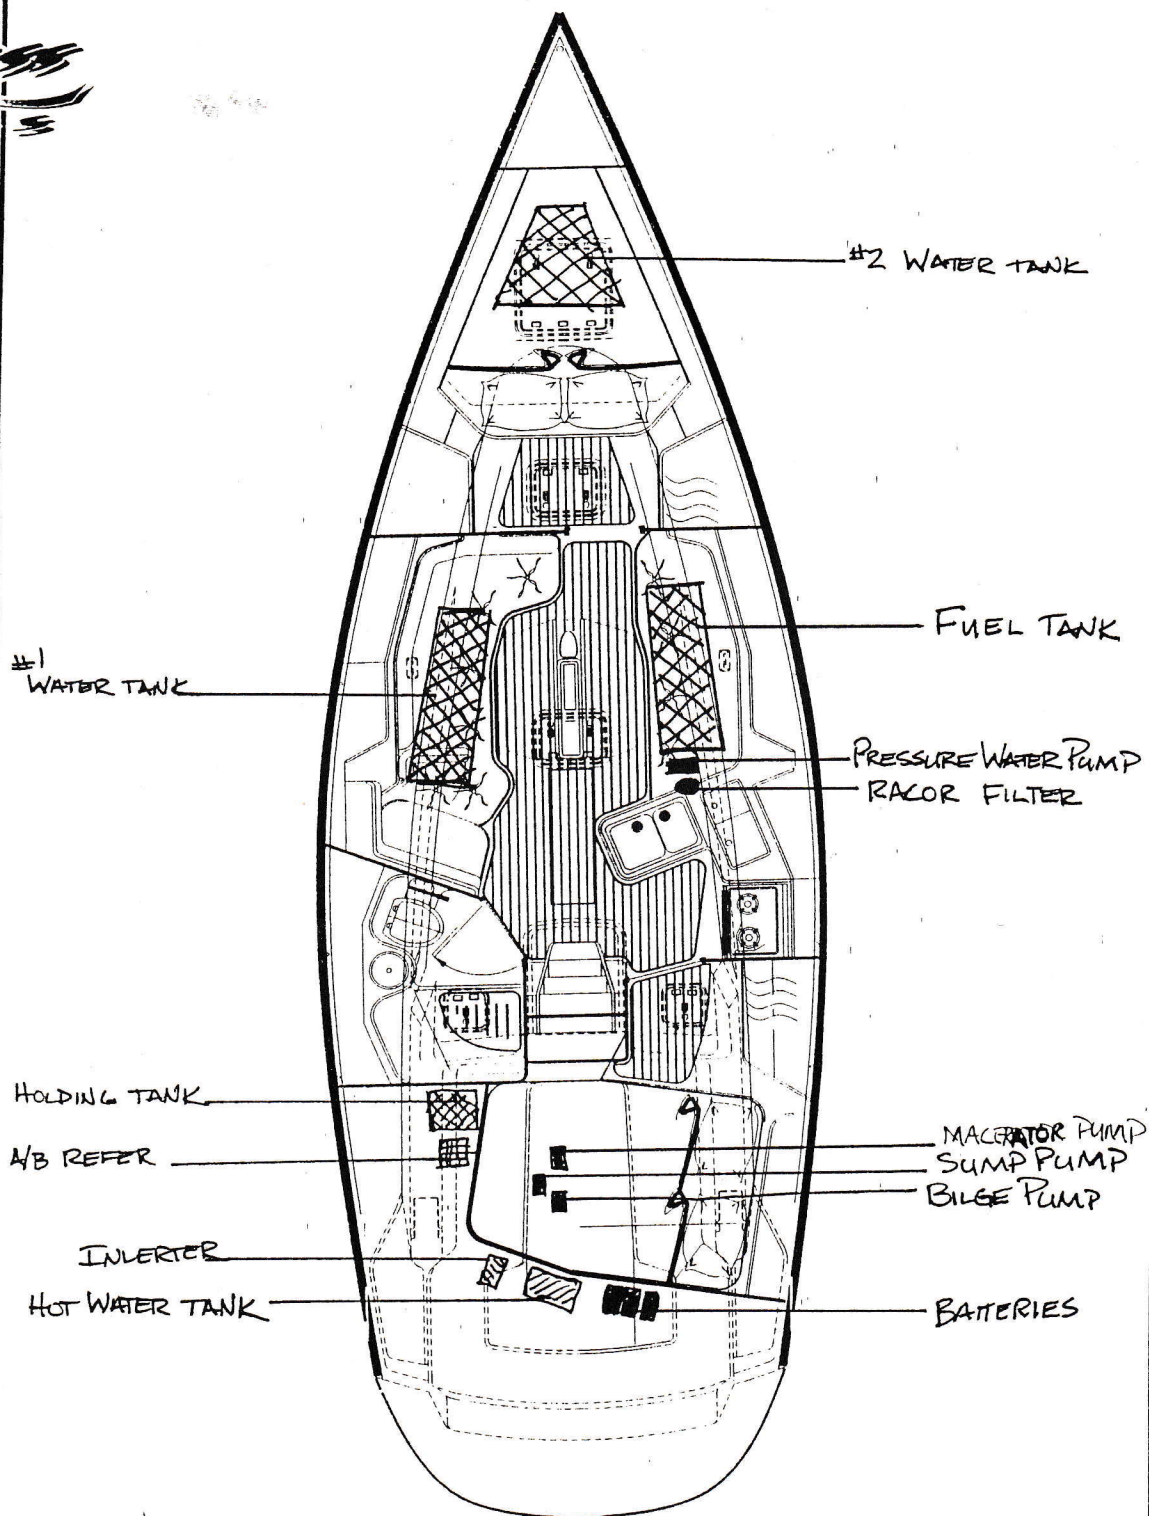 #2 WATER TANK
FUEL TANK
#1
WATER TANK
PRESSURE WATER PUMP
RACOR FILTER
HOLDING TANK
MACERATOR PUMP
A/B REFER
SUMP PUMP
BILGE PUMP
INLERTER
HOT WATER TANK
BATTERIES